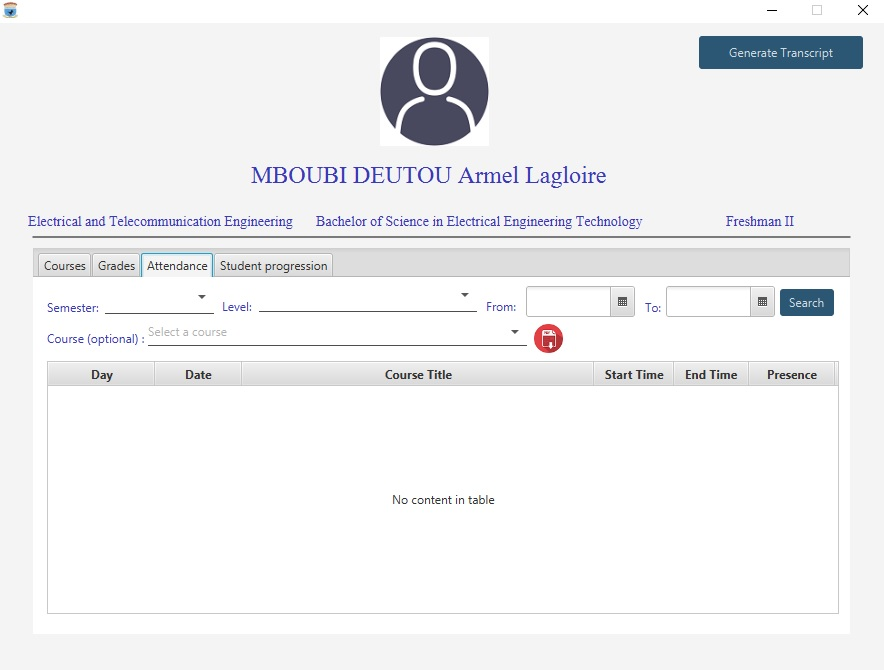 Generate Transcript
MBOUBI DEUTOU Armel Lagloire
Electrical and Telecommunication Engineering Bachelor of Science in Electrical Engineering Technology Freshman II
Courses Grades Attendance Student progression
Semester: Level: From: To: Search
Course (optional) : Select a course
Day Date Course Title Start Time End Time Presence
No content in table